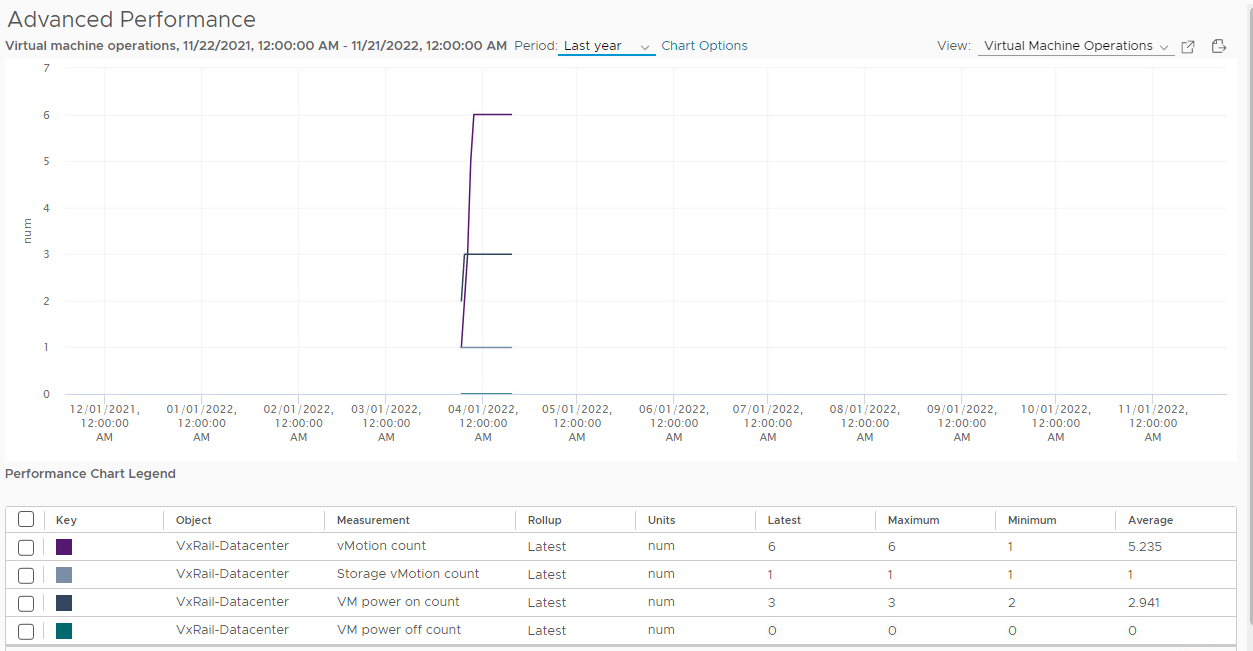 Advanced Performance
Virtual machine operations, 11/22/2021, 12:00:00 AM - 11/21/2022, 12:00:00 AM Period: Last year Chart Options View: Virtual Machine Operations
7
6
5
4
3
2
1
0
num
12/01/2021, 01/01/2022, 02/01/2022, 03/01/2022, 04/01/2022, 05/01/2022, 06/01/2022, 07/01/2022, 08/01/2022, 09/01/2022, 10/01/2022, 11/01/2022,
12:00:00 12:00:00 12:00:00 12:00:00 12:00:00 12:00:00 12:00:00 12:00:00 12:00:00 12:00:00 12:00:00 12:00:00
AM AM AM AM AM AM AM AM AM AM AM AM
Performance Chart Legend
Key Object Measurement Rollup Units Latest Maximum Minimum Average
VxRail-Datacenter vMotion count Latest num 6 6 1 5.235
VxRail-Datacenter Storage vMotion count Latest num 1 1 1 1
VxRail-Datacenter VM power on count Latest num 3 3 2 2.941
VxRail-Datacenter VM power off count Latest num 0 0 0 0